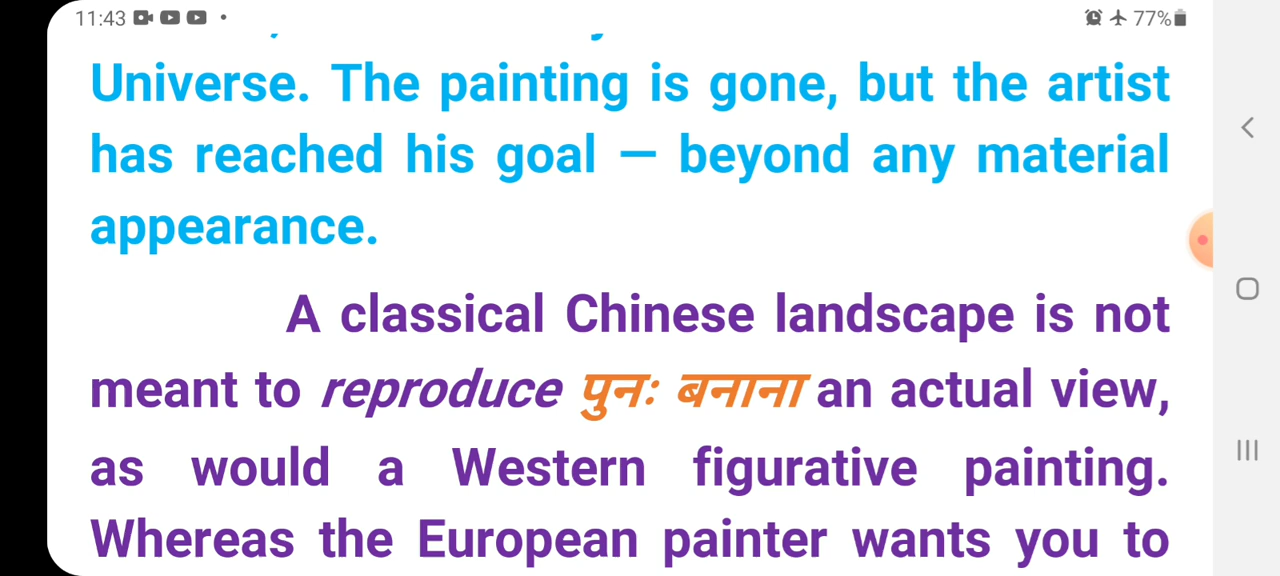 11:43
77%
Universe. The painting is gone, but the artist
has reached his goal — beyond any material
appearance.
A classical Chinese landscape is not
meant to reproduce पुनः बनाना an actual view,
as would a Western figurative painting.
Whereas the European painter wants you to